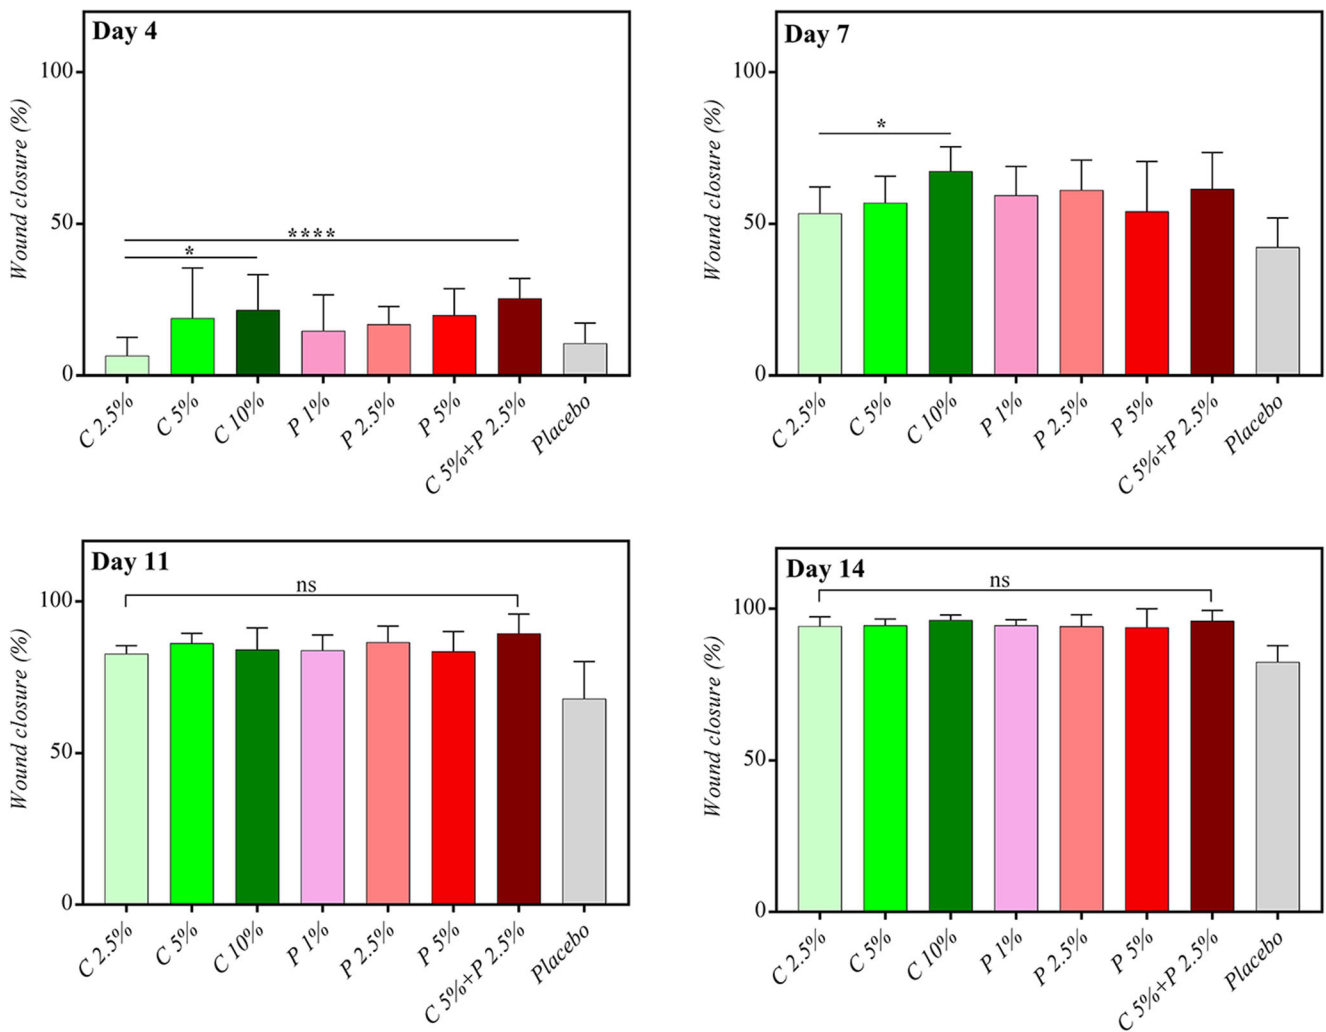 Day 4
Wound closure (%)
100
50
0
****
*
C 2.5%
C 5%
C 10%
P 1%
P 2.5%
P 5%
C 5%+P 2.5%
Placebo
Day 7
Wound closure (%)
100
50
0
*
C 2.5%
C 5%
C 10%
P 1%
P 2.5%
P 5%
C 5%+P 2.5%
Placebo
Day 11
Wound closure (%)
100
50
0
ns
C 2.5%
C 5%
C 10%
P 1%
P 2.5%
P 5%
C 5%+P 2.5%
Placebo
Day 14
Wound closure (%)
100
50
0
ns
C 2.5%
C 5%
C 10%
P 1%
P 2.5%
P 5%
C 5%+P 2.5%
Placebo